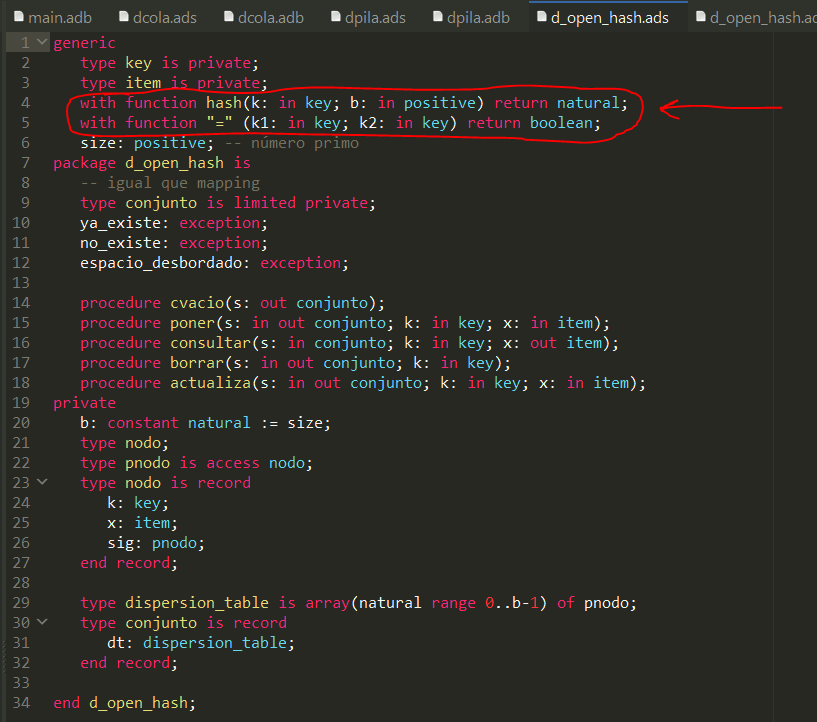 main.adb dcola.ads dcola.adb dpila.ads dpila.adb d_open_hash.ads d_open_hash.ad
1 generic
2 type key is private;
3 type item is private;
4 with function hash(k: in key; b: in positive) return natural;
5 with function "=" (k1: in key; k2: in key) return boolean;
6 size: positive; -- número primo
7 package d_open_hash is
8 -- igual que mapping
9 type conjunto is limited private;
10 ya_existe: exception;
11 no_existe: exception;
12 espacio_desbordado: exception;
13
14 procedure cvacio(s: out conjunto);
15 procedure poner(s: in out conjunto; k: in key; x: in item);
16 procedure consultar(s: in conjunto; k: in key; x: out item);
17 procedure borrar(s: in out conjunto; k: in key);
18 procedure actualiza(s: in out conjunto; k: in key; x: in item);
19 private
20 b: constant natural := size;
21 type nodo;
22 type pnodo is access nodo;
23 type nodo is record
24 k: key;
25 x: item;
26 sig: pnodo;
27 end record;
28
29 type dispersion_table is array(natural range 0..b-1) of pnodo;
30 type conjunto is record
31 dt: dispersion_table;
32 end record;
33
34 end d_open_hash;